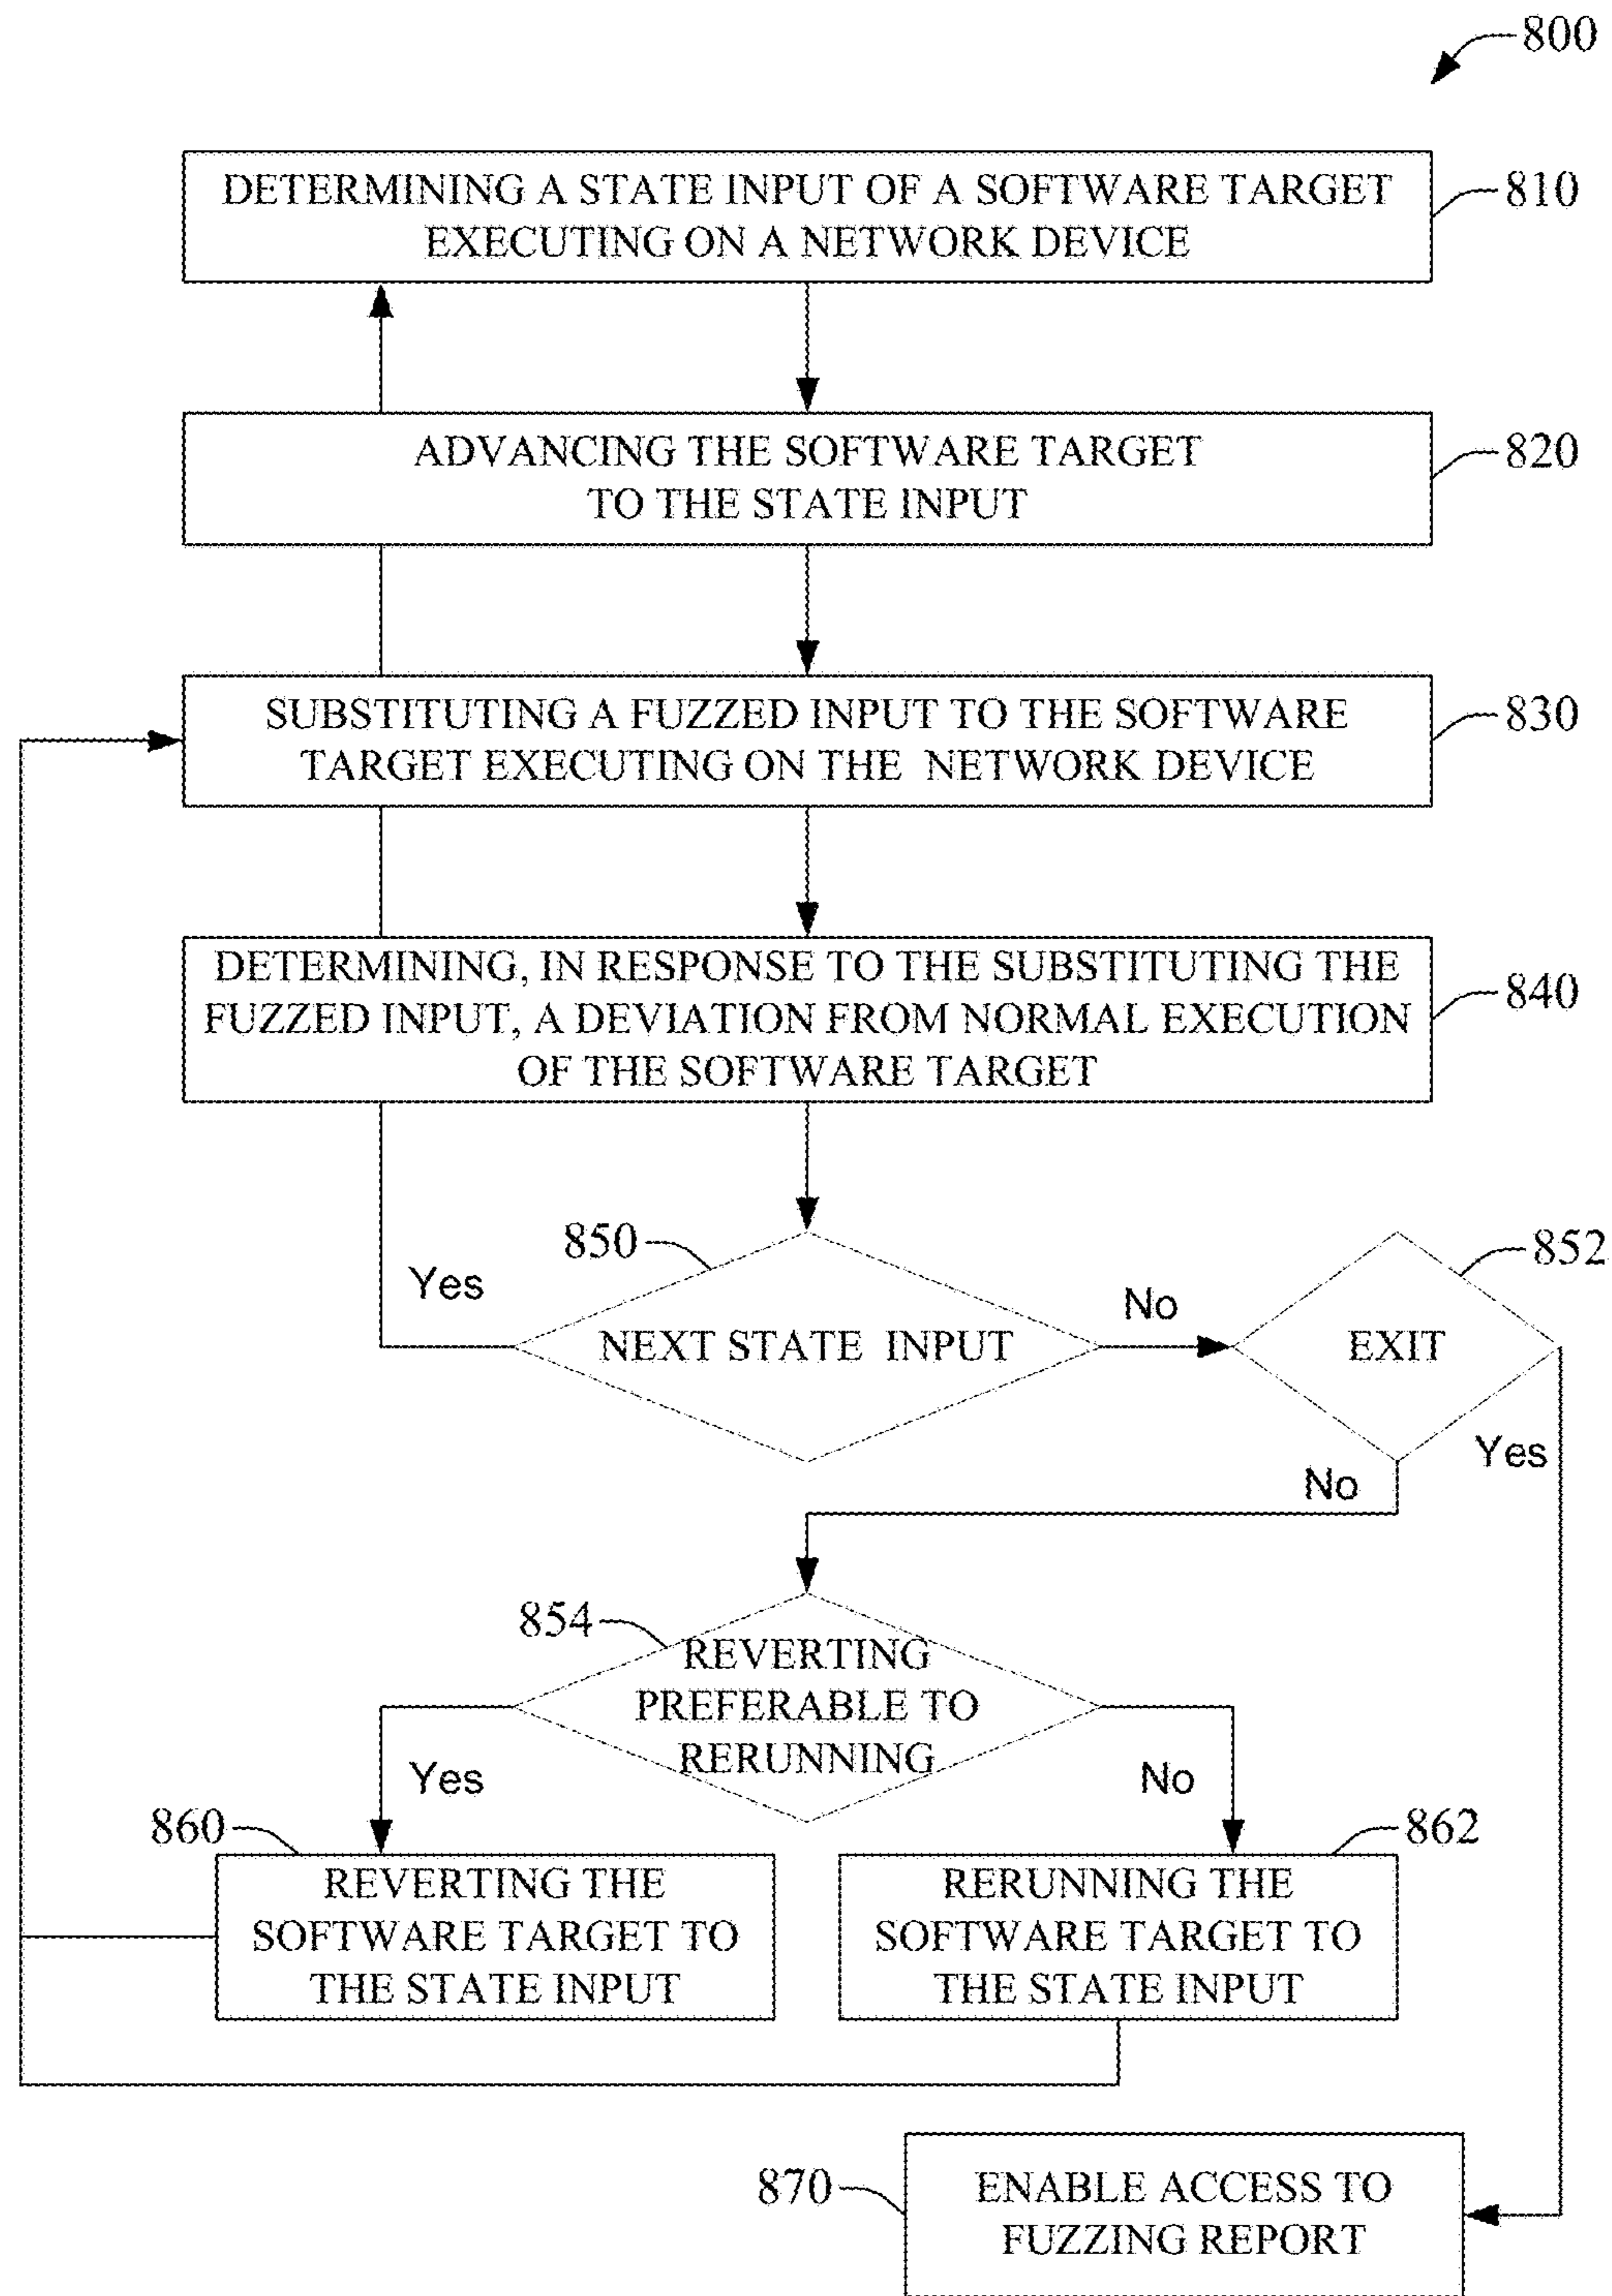 800
DETERMINING A STATE INPUT OF A SOFTWARE TARGET
EXECUTING ON A NETWORK DEVICE
810
ADVANCING THE SOFTWARE TARGET
TO THE STATE INPUT
820
SUBSTITUTING A FUZZED INPUT TO THE SOFTWARE
TARGET EXECUTING ON THE NETWORK DEVICE
830
DETERMINING, IN RESPONSE TO THE SUBSTITUTING THE
FUZZED INPUT, A DEVIATION FROM NORMAL EXECUTION
OF THE SOFTWARE TARGET
840
850
Yes
NEXT STATE INPUT
No
852
EXIT
Yes
No
854
REVERTING
PREFERABLE TO
RERUNNING
Yes
No
860
REVERTING THE
SOFTWARE TARGET TO
THE STATE INPUT
862
RERUNNING THE
SOFTWARE TARGET TO
THE STATE INPUT
870
ENABLE ACCESS TO
FUZZING REPORT